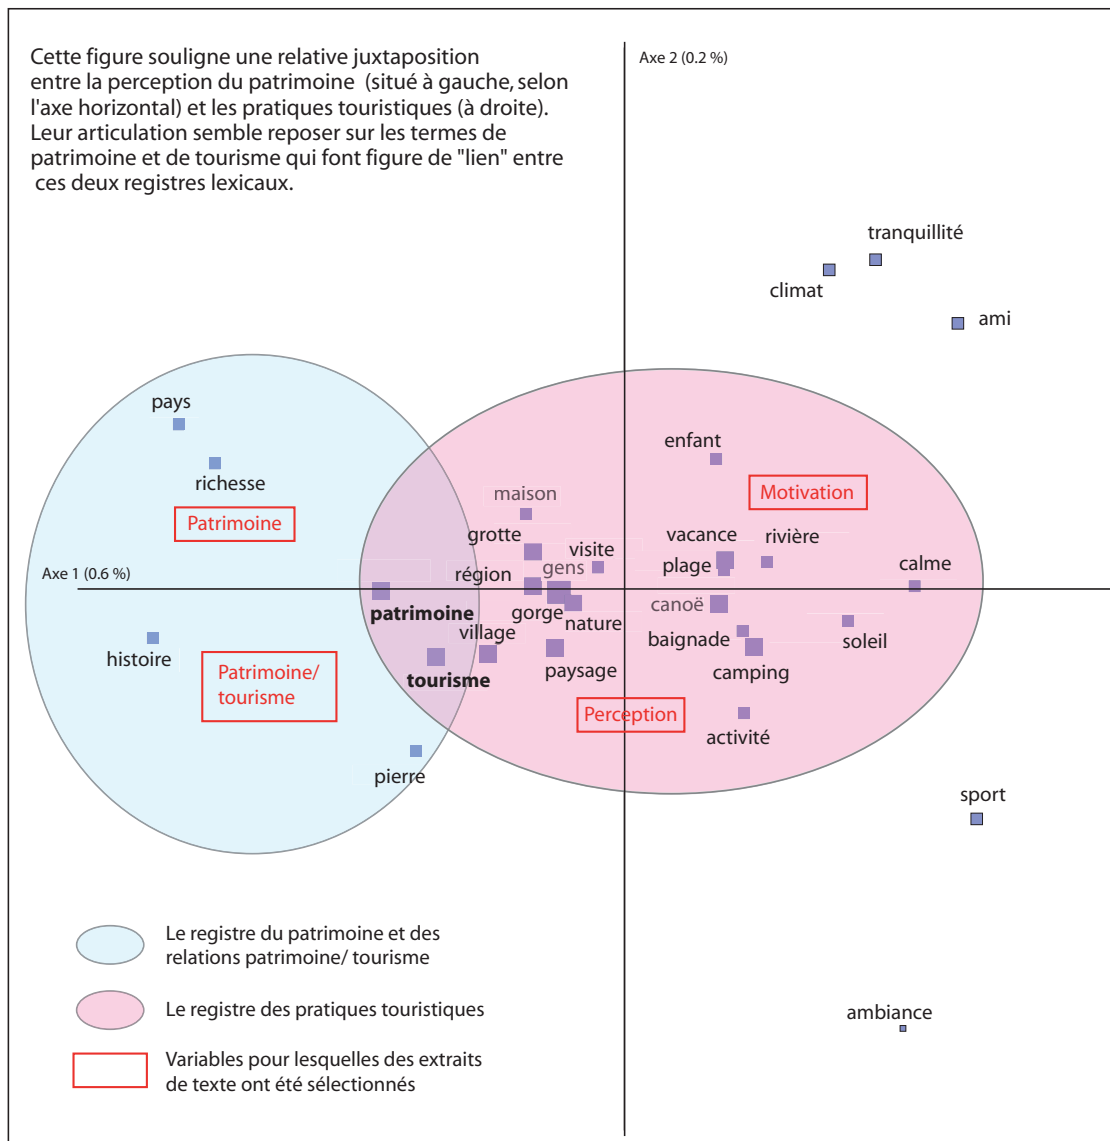 Cette figure souligne une relative juxtaposition
entre la perception du patrimoine (situé à gauche, selon
l'axe horizontal) et les pratiques touristiques (à droite).
Leur articulation semble reposer sur les termes de
patrimoine et de tourisme qui font figure de "lien" entre
ces deux registres lexicaux.
Axe 2 (0.2 %)
tranquillité
climat
ami
pays
richesse
Patrimoine
enfant
Motivation
maison
grotte
visite
vacance
rivière
Axe 1 (0.6 %)
région
gens
plage
calme
patrimoine
gorge
nature
canoë
histoire
village
baignade
soleil
Patrimoine/
tourisme
tourisme
paysage
camping
Perception
activité
pierre
sport
Le registre du patrimoine et des
relations patrimoine/ tourisme
Le registre des pratiques touristiques
ambiance
Variables pour lesquelles des extraits
de texte ont été sélectionnés